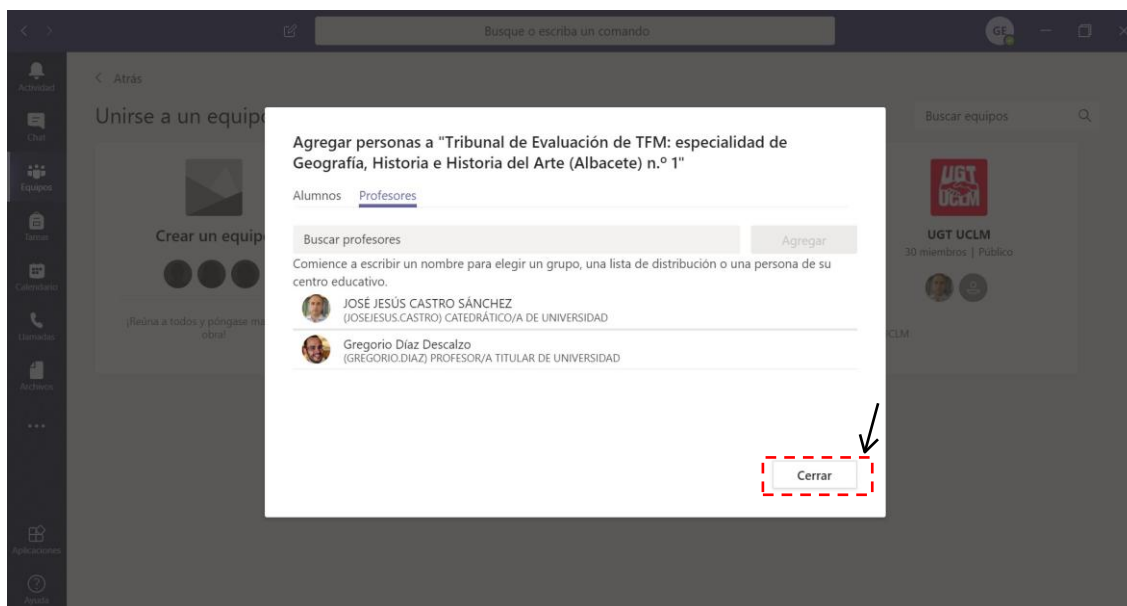 Busque o escriba un comando
GE
Actividad
Atrás
Chat
Unirse a un equipo
Buscar equipos
Equipos
Agregar personas a "Tribunal de Evaluación de TFM: especialidad de
Geografía, Historia e Historia del Arte (Albacete) n.º 1"
Alumnos Profesores
Buscar profesores Agregar
Comience a escribir un nombre para elegir un grupo, una lista de distribución o una persona de su
centro educativo.
JOSÉ JESÚS CASTRO SÁNCHEZ
(JOSEJESUS.CASTRO) CATEDRÁTICO/A DE UNIVERSIDAD
Gregorio Díaz Descalzo
(GREGORIO.DIAZ) PROFESOR/A TITULAR DE UNIVERSIDAD
Cerrar
Tareas
Crear un equip
UGT
UCLM
UGT UCLM
30 miembros | Público
Calendario
¡Reúna a todos y póngase ma
obra!
CLM
Llamadas
Archivos
Aplicaciones
Ayuda